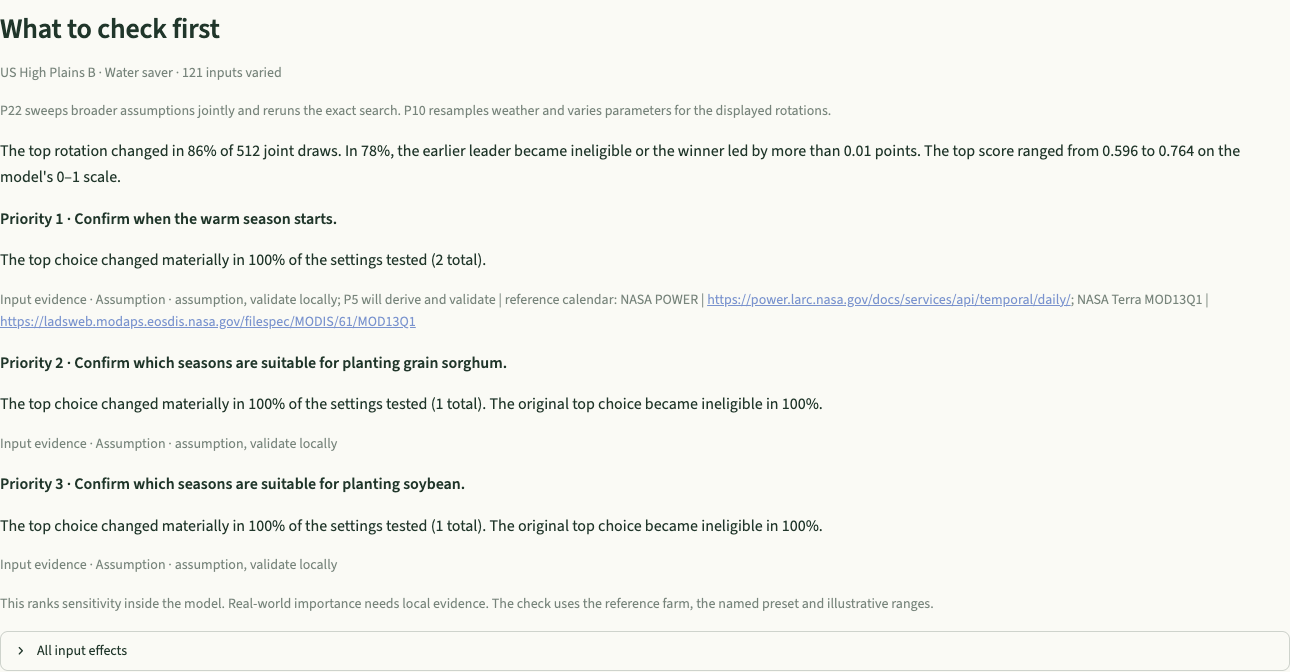 What to check first
US High Plains B · Water saver · 121 inputs varied
P22 sweeps broader assumptions jointly and reruns the exact search. P10 resamples weather and varies parameters for the displayed rotations.
The top rotation changed in 86% of 512 joint draws. In 78%, the earlier leader became ineligible or the winner led by more than 0.01 points. The top score ranged from 0.596 to 0.764 on the
model's 0–1 scale.
Priority 1 · Confirm when the warm season starts.
The top choice changed materially in 100% of the settings tested (2 total).
Input evidence · Assumption · assumption, validate locally; P5 will derive and validate | reference calendar: NASA POWER | https://power.larc.nasa.gov/docs/services/api/temporal/daily/; NASA Terra MOD13Q1 |
https://ladsweb.modaps.eosdis.nasa.gov/filespec/MODIS/61/MOD13Q1
Priority 2 · Confirm which seasons are suitable for planting grain sorghum.
The top choice changed materially in 100% of the settings tested (1 total). The original top choice became ineligible in 100%.
Input evidence · Assumption · assumption, validate locally
Priority 3 · Confirm which seasons are suitable for planting soybean.
The top choice changed materially in 100% of the settings tested (1 total). The original top choice became ineligible in 100%.
Input evidence · Assumption · assumption, validate locally
This ranks sensitivity inside the model. Real-world importance needs local evidence. The check uses the reference farm, the named preset and illustrative ranges.
All input effects